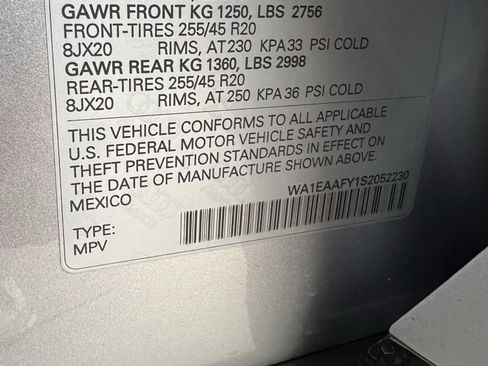 GAWR FRONT KG 1250, LBS 2756
FRONT-TIRES 255/45 R20
8JX20 RIMS, AT 230 KPA 33 PSI COLD
GAWR REAR KG 1360, LBS 2998
REAR-TIRES 255/45 R20
8JX20 RIMS, AT 250 KPA 36 PSI COLD
THIS VEHICLE CONFORMS TO ALL APPLICABLE
U.S. FEDERAL MOTOR VEHICLE SAFETY AND
THEFT PREVENTION STANDARDS IN EFFECT ON
THE DATE OF MANUFACTURE SHOWN ABOVE.
MEXICO
WA1EAAFY1S2052230
TYPE:
MPV